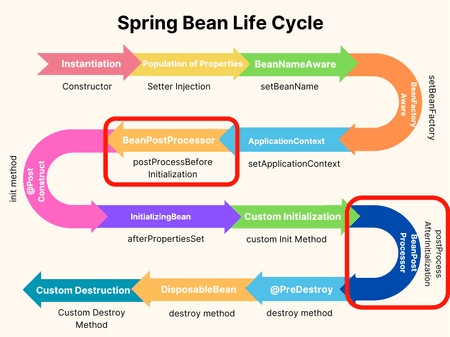 Spring Bean Life Cycle
Instantiation
Population of Properties
BeanNameAware
Constructor
Setter Injection
setBeanName
BeanFactory
Aware
setBeanFactory
BeanPostProcessor
ApplicationContext
postProcessBefore
Initialization
setApplicationContext
@Post
Construct
init method
InitializingBean
Custom Initialization
afterPropertiesSet
custom Init Method
BeanPost
Processor
postProcess
AfterInitialization
Custom Destruction
DisposableBean
@PreDestroy
Custom Destroy
Method
destroy method
destroy method